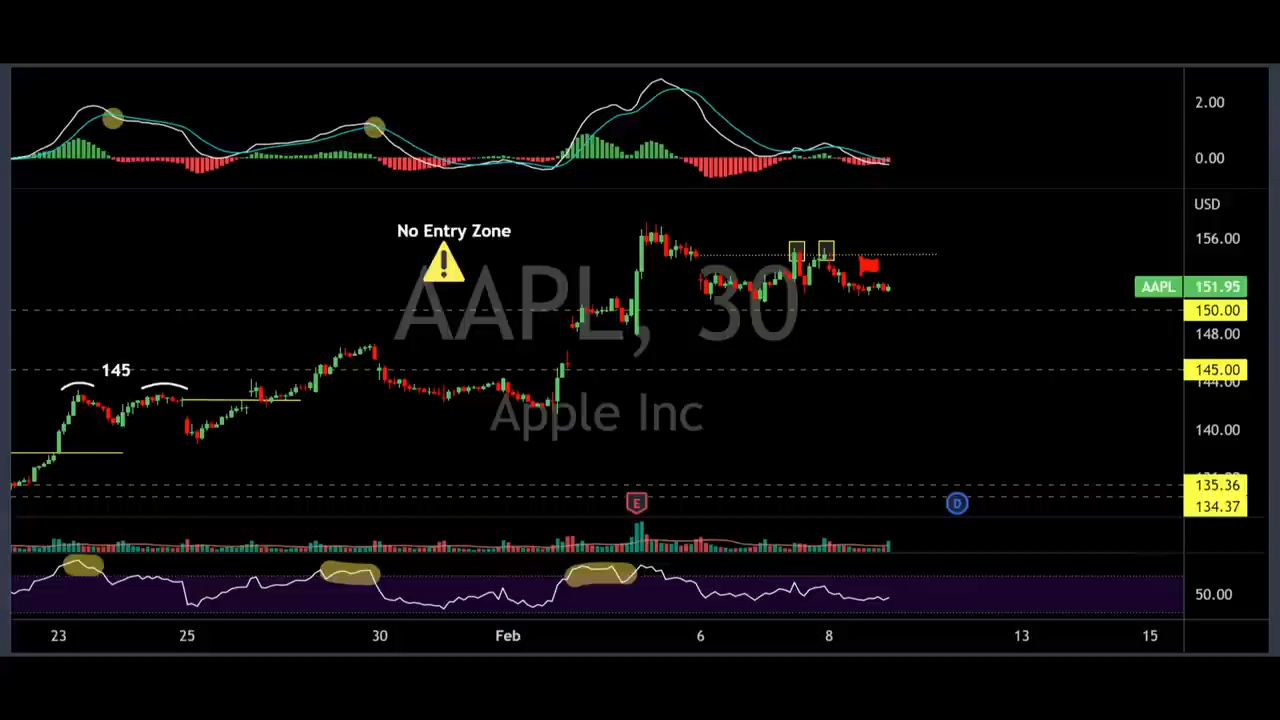 2.00
0.00
USD
No Entry Zone
156.00
AAPL, 30
AAPL 151.95
150.00
148.00
145
145.00
144.00
Apple Inc
140.00
135.36
E
D
134.37
50.00
23 25 30 Feb 6 8 13 15